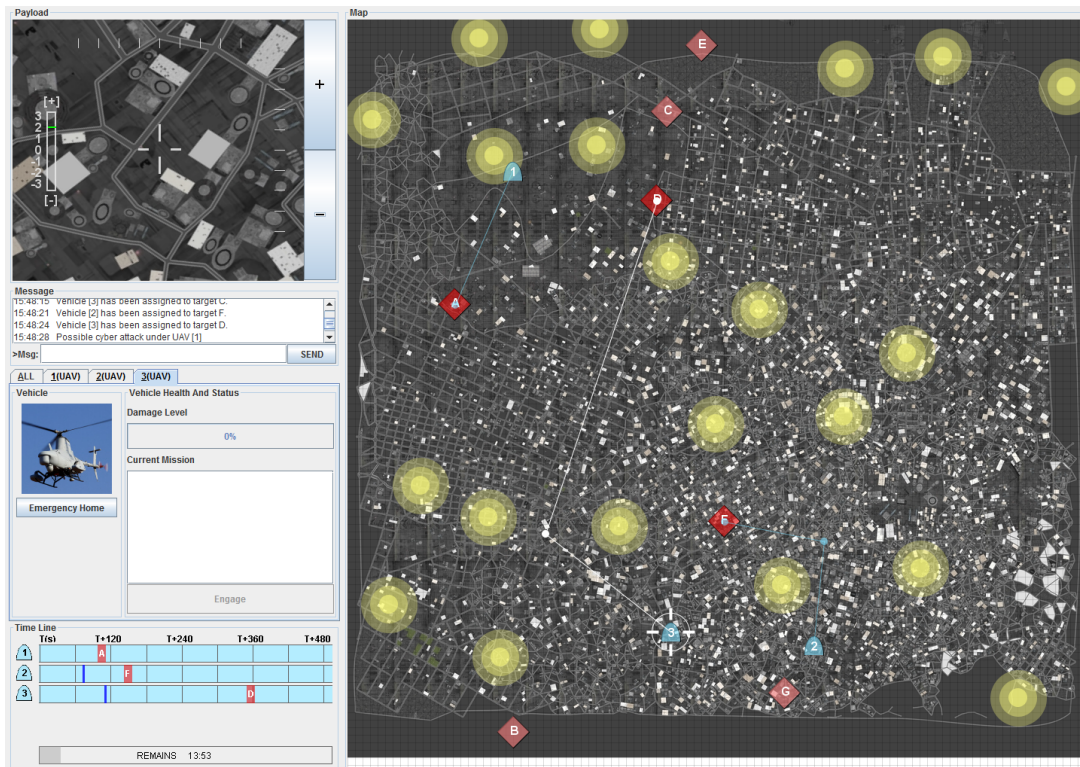 Payload
[+]
3
2
1
0
-1
-2
-3
[-]
+
−
Message
15:48:15 Vehicle [3] has been assigned to target C.
15:48:21 Vehicle [2] has been assigned to target F.
15:48:24 Vehicle [3] has been assigned to target D.
15:48:28 Possible cyber attack under UAV [1]
>Msg:
SEND
ALL 1(UAV) 2(UAV) 3(UAV)
Vehicle
Emergency Home
Vehicle Health And Status
Damage Level
0%
Current Mission
Engage
Time Line
T(s) T+120 T+240 T+360 T+480
1 A
2 F
3 D
REMAINS 13:53
Map
E
C
1
D
A
F
3
2
G
B